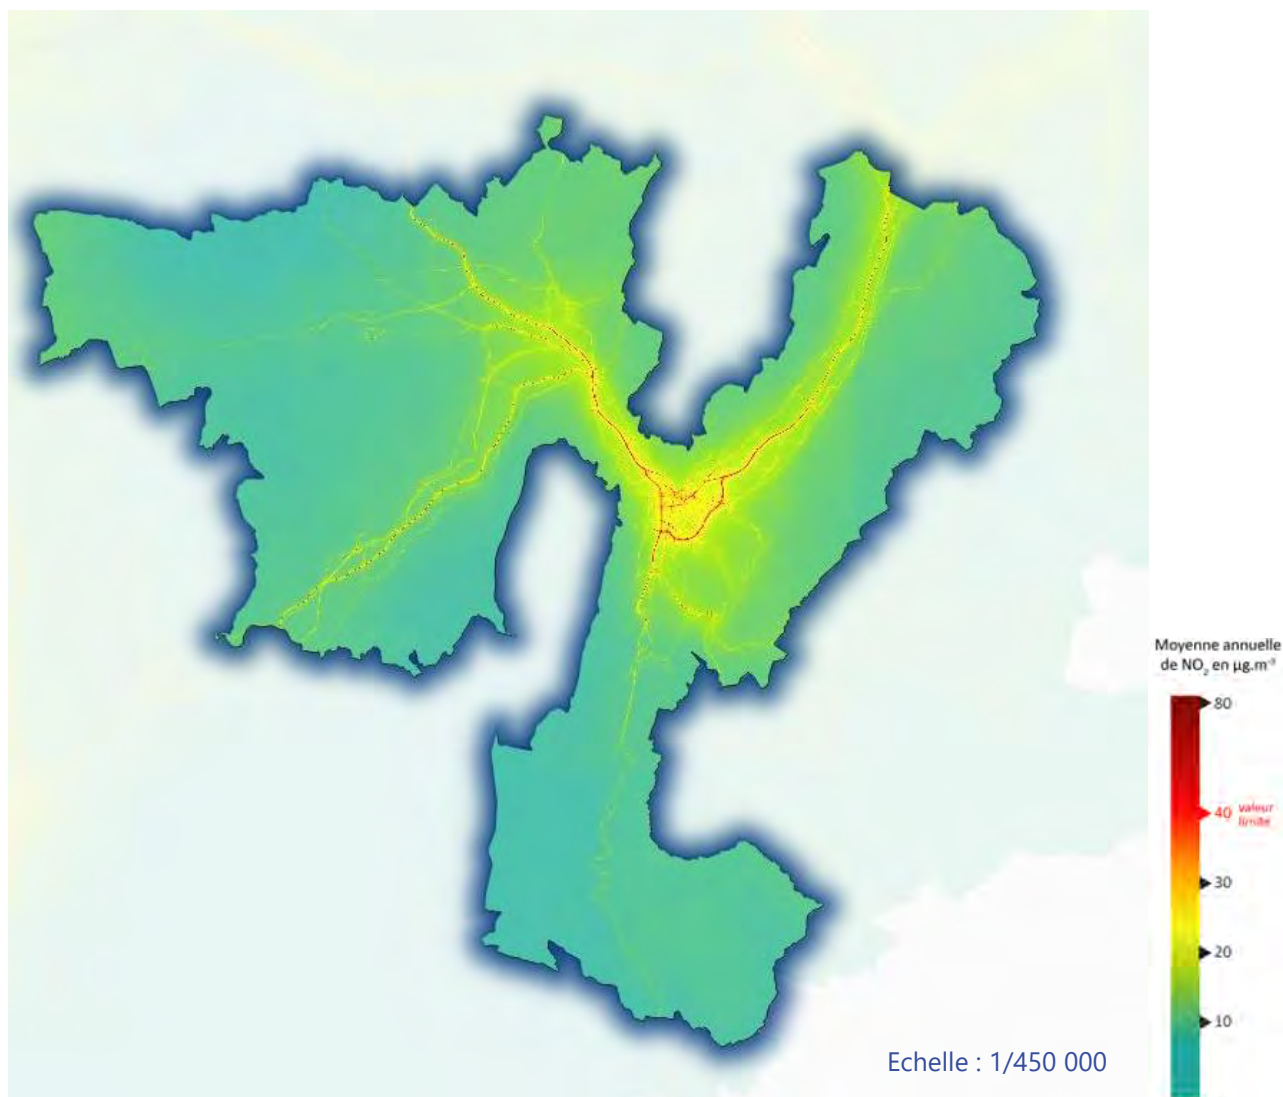 Moyenne annuelle
de NO₂ en µg.m⁻³
80
40 valeur
limite
30
20
10
Echelle : 1/450 000